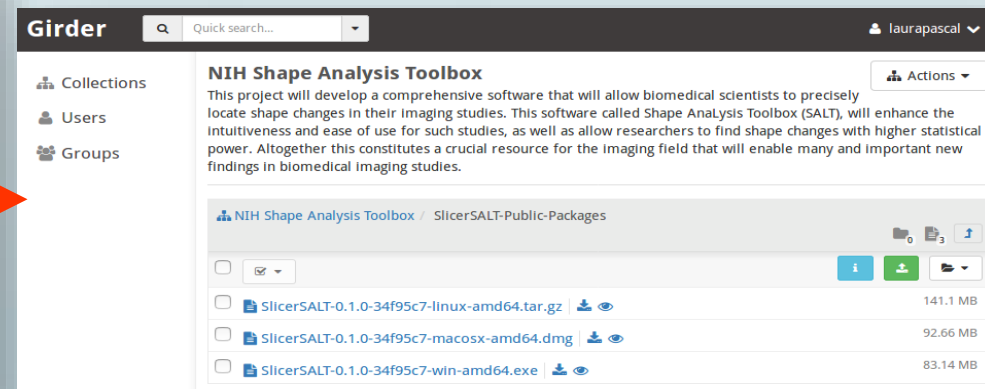 Girder Quick search... laurapascal
Collections
Users
Groups
NIH Shape Analysis Toolbox
Actions
This project will develop a comprehensive software that will allow biomedical scientists to precisely
locate shape changes in their imaging studies. This software called Shape AnaLysis Toolbox (SALT), will enhance the
intuitiveness and ease of use for such studies, as well as allow researchers to find shape changes with higher statistical
power. Altogether this constitutes a crucial resource for the imaging field that will enable many and important new
findings in biomedical imaging studies.
NIH Shape Analysis Toolbox / SlicerSALT-Public-Packages
0 3
i
SlicerSALT-0.1.0-34f95c7-linux-amd64.tar.gz 141.1 MB
SlicerSALT-0.1.0-34f95c7-macosx-amd64.dmg 92.66 MB
SlicerSALT-0.1.0-34f95c7-win-amd64.exe 83.14 MB